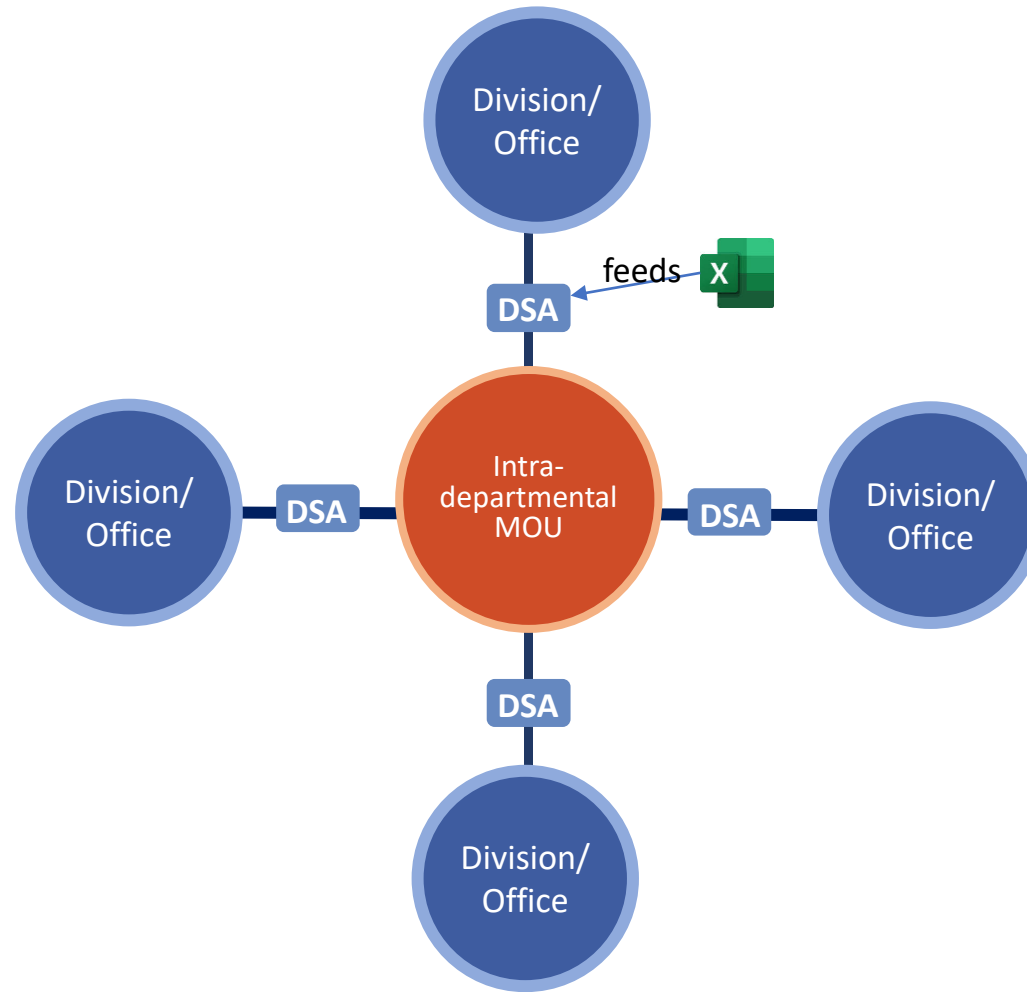 Division/
Office
feeds
X
DSA
Division/
Office
DSA
Intra-
departmental
MOU
DSA
Division/
Office
DSA
Division/
Office